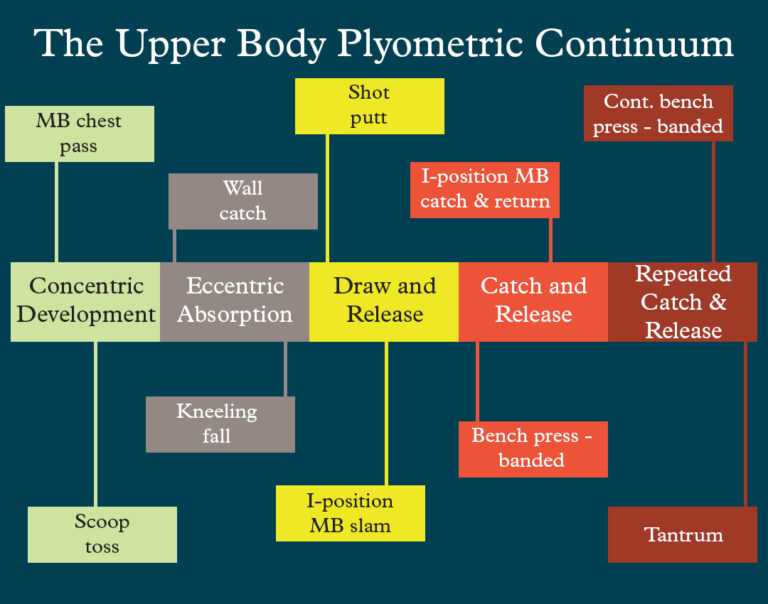 The Upper Body Plyometric Continuum
MB chest
pass
Wall
catch
Shot
putt
I-position MB
catch & return
Cont. bench
press - banded
Concentric
Development
Eccentric
Absorption
Draw and
Release
Catch and
Release
Repeated
Catch &
Release
Scoop
toss
Kneeling
fall
I-position
MB slam
Bench press -
banded
Tantrum